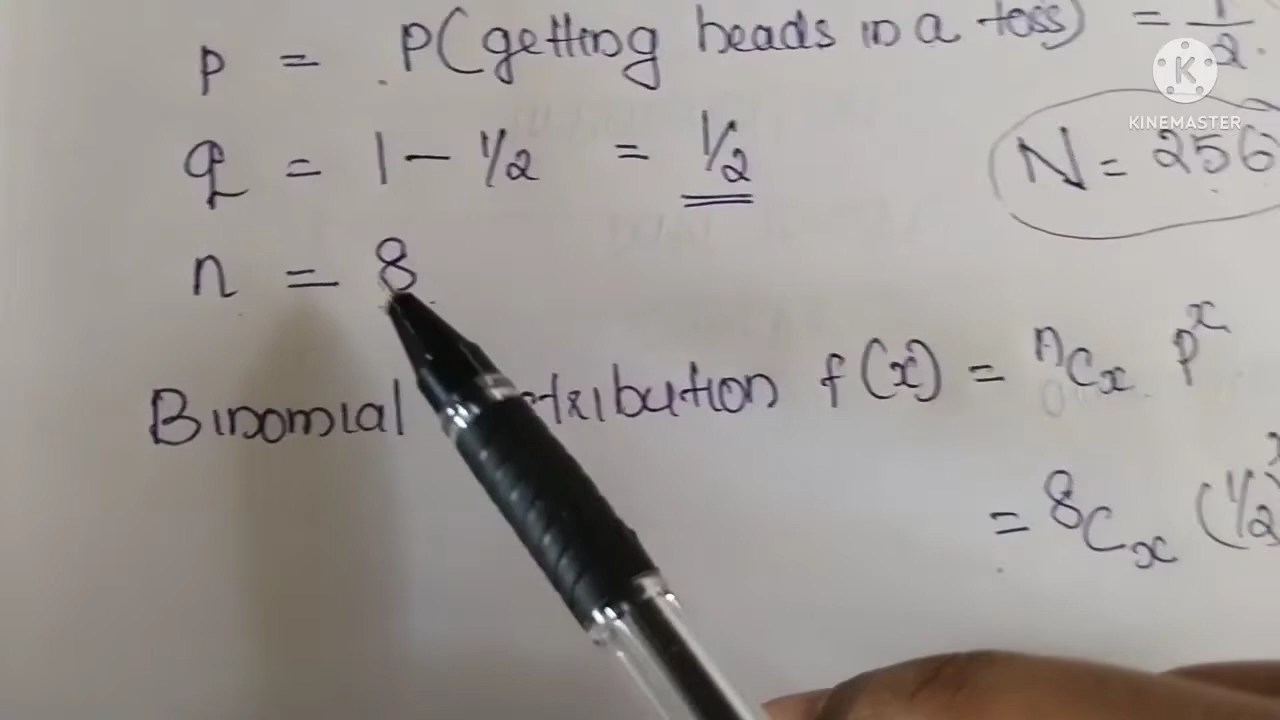 p = P(getting heads in a toss) = 1/2.
K
KINEMASTER
q = 1 - 1/2 = 1/2
N = 256
n = 8
Binomial f(x) = nCx p^x
= 8Cx (1/2)^x